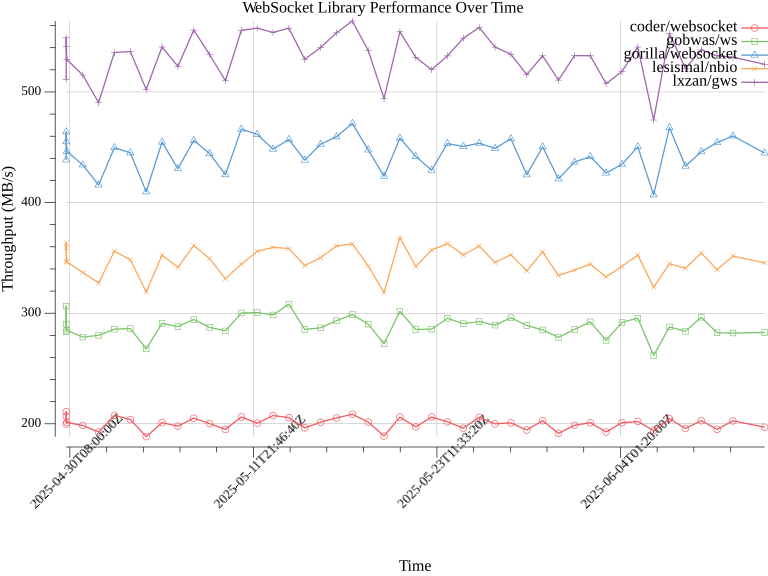 WebSocket Library Performance Over Time
coder/websocket
gobwas/ws
gorilla/websocket
lesismal/nbio
lxzan/gws
Throughput (MB/s)
500
400
300
200
2025-04-30T08:00:00Z
2025-05-11T21:46:40Z
2025-05-23T11:33:20Z
2025-06-04T01:20:00Z
Time